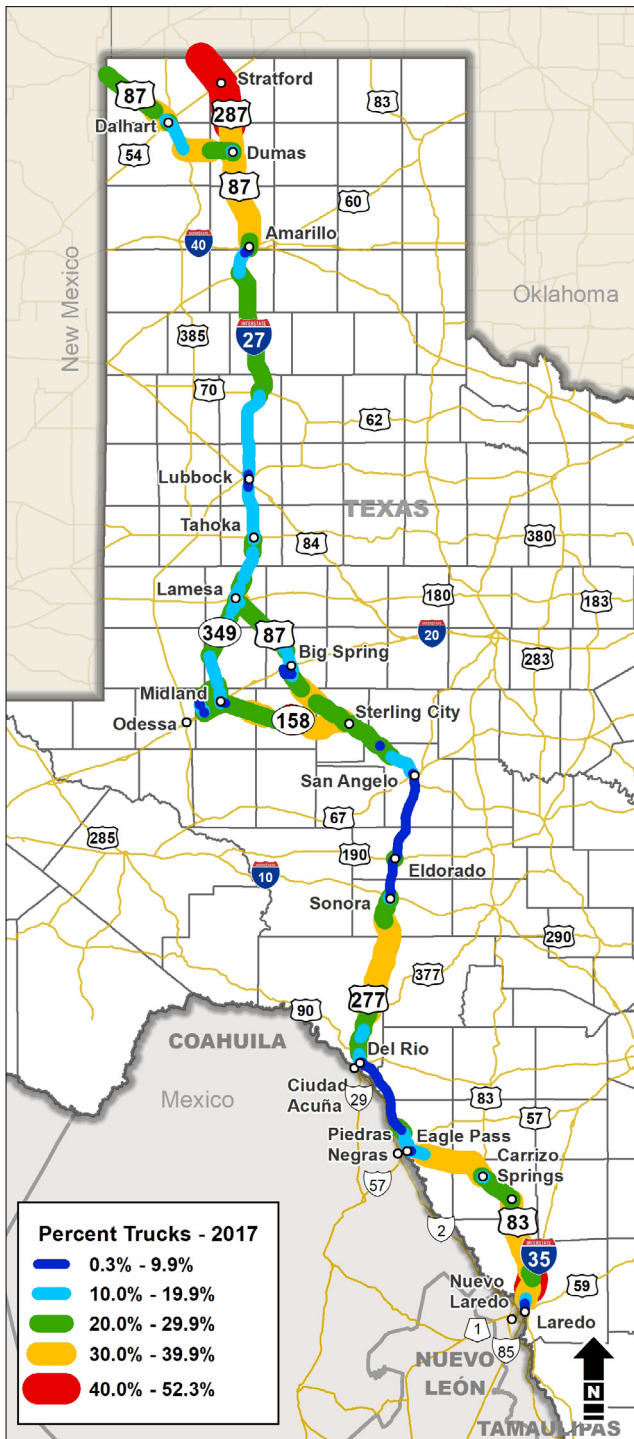 Stratford
87
83
287
Dalhart
54
Dumas
87
60
Amarillo
INTERSTATE
40
New Mexico
Oklahoma
INTERSTATE
27
385
70
62
Lubbock
TEXAS
Tahoka
84
380
Lamesa
180
183
349
87
INTERSTATE
20
Big Spring
283
Midland
Odessa
158
Sterling City
San Angelo
67
285
190
Eldorado
INTERSTATE
10
Sonora
290
377
277
90
COAHUILA
Del Rio
Mexico
Ciudad
Acuña
29
83
57
Piedras
Negras
Eagle Pass
Carrizo
Springs
57
83
2
INTERSTATE
35
Nuevo
Laredo
59
Laredo
1
85
NUEVO
LEÓN
N
TAMAULIPAS
Percent Trucks - 2017
0.3% - 9.9%
10.0% - 19.9%
20.0% - 29.9%
30.0% - 39.9%
40.0% - 52.3%